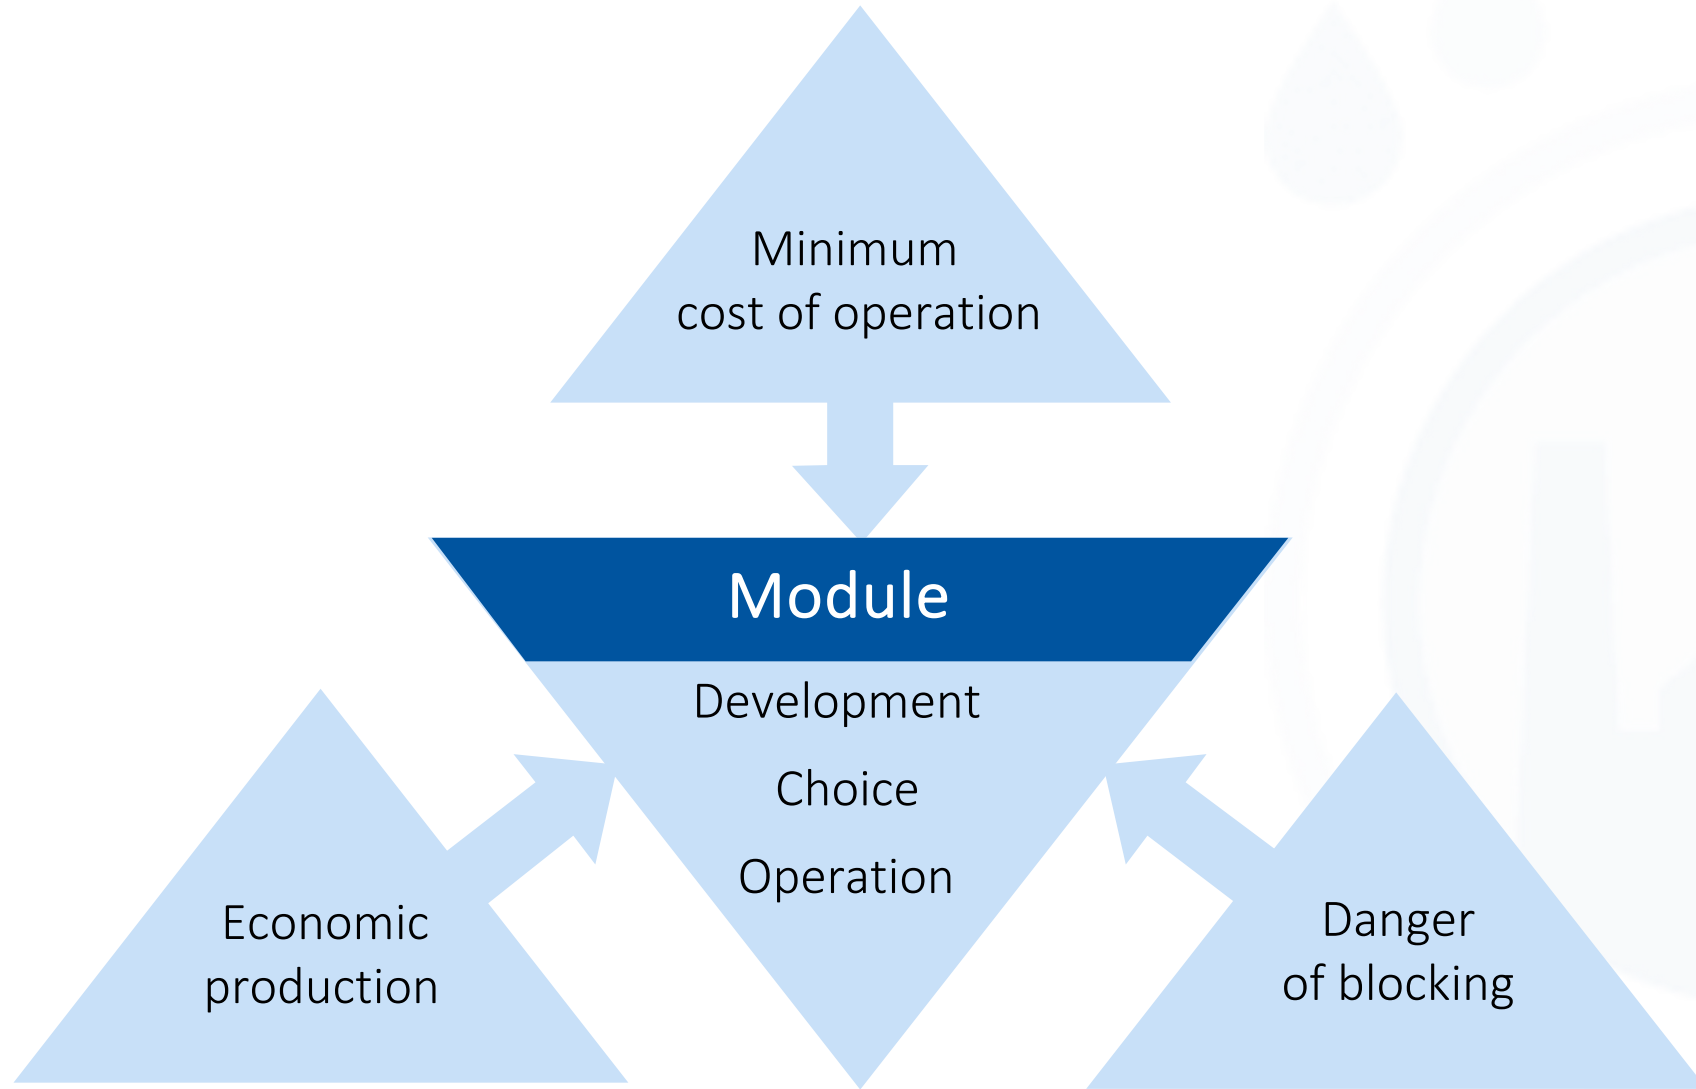 Minimum
cost of operation
Module
Development
Choice
Operation
Economic
production
Danger
of blocking